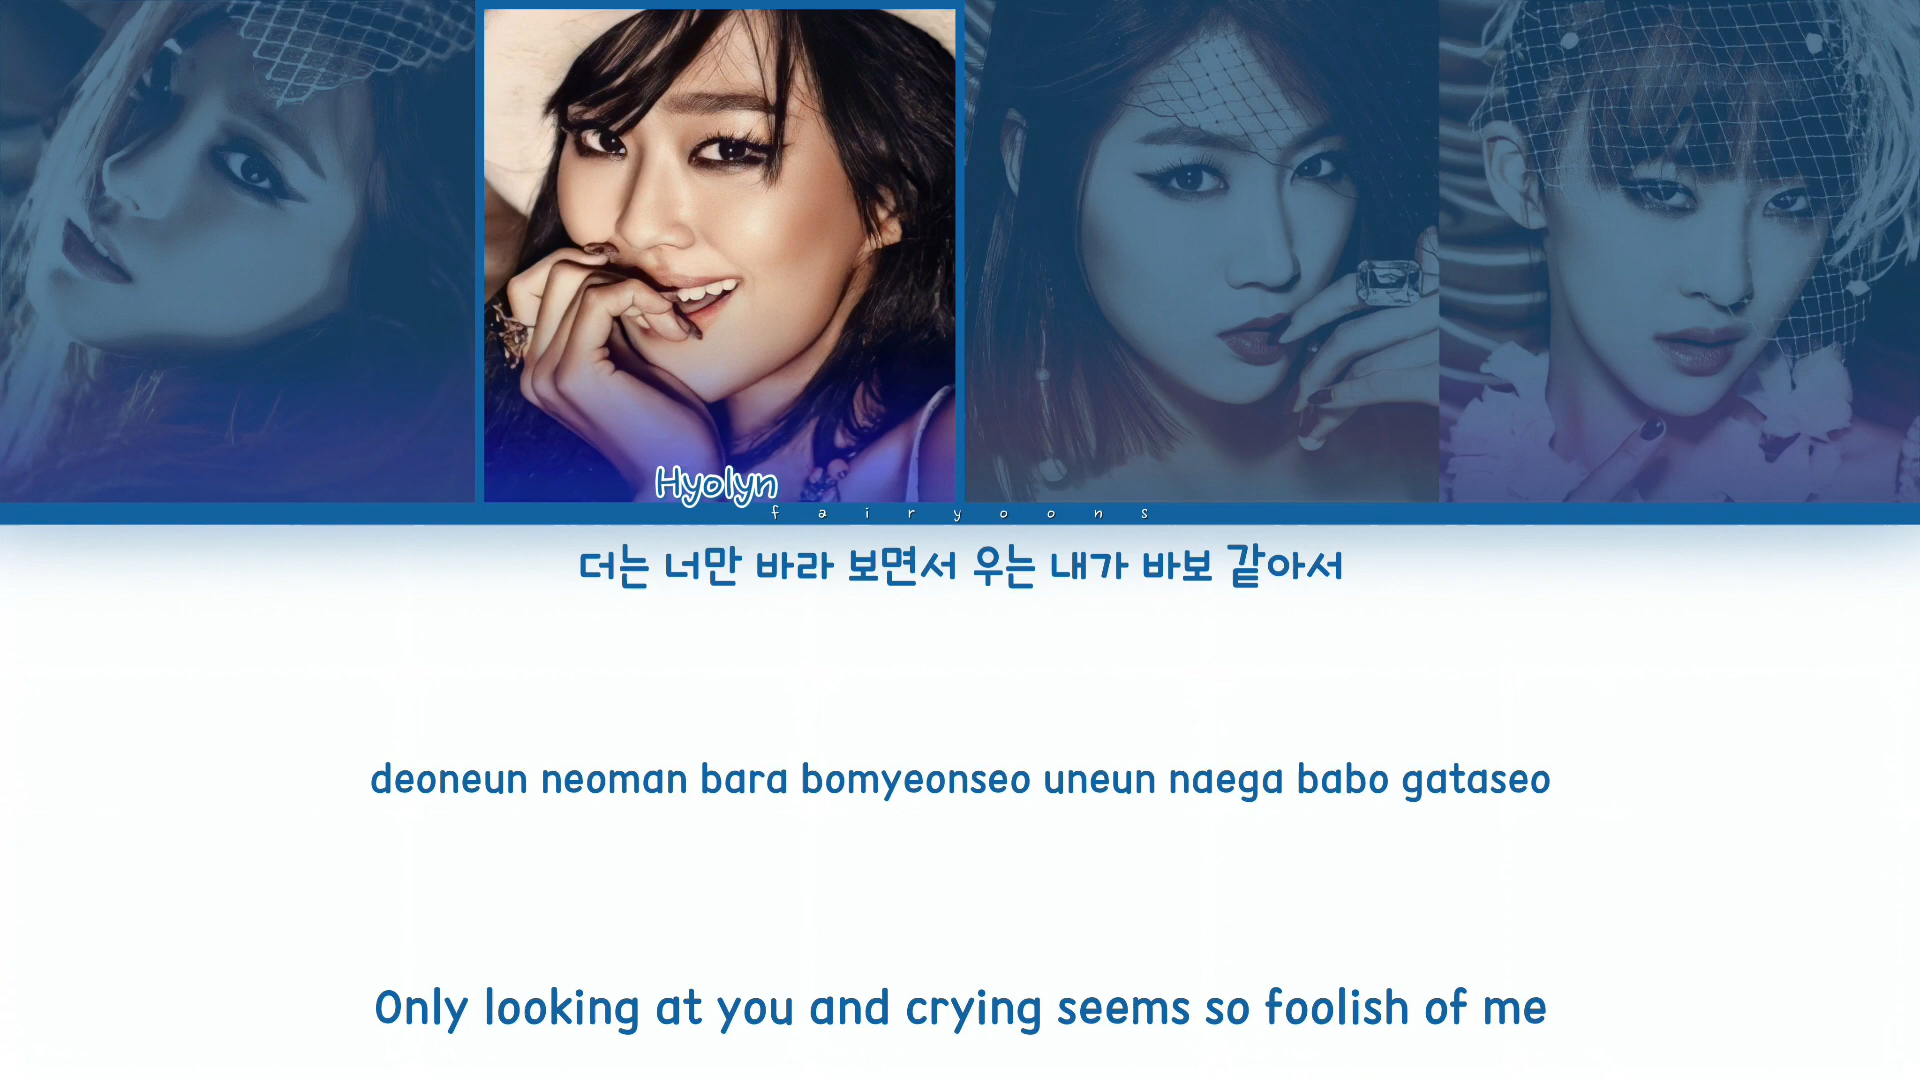 Hyolyn
fairyoons
더는 너만 바라 보면서 우는 내가 바보 같아서
deoneun neoman bara bomyeonseo uneun naega babo gataseo
Only looking at you and crying seems so foolish of me